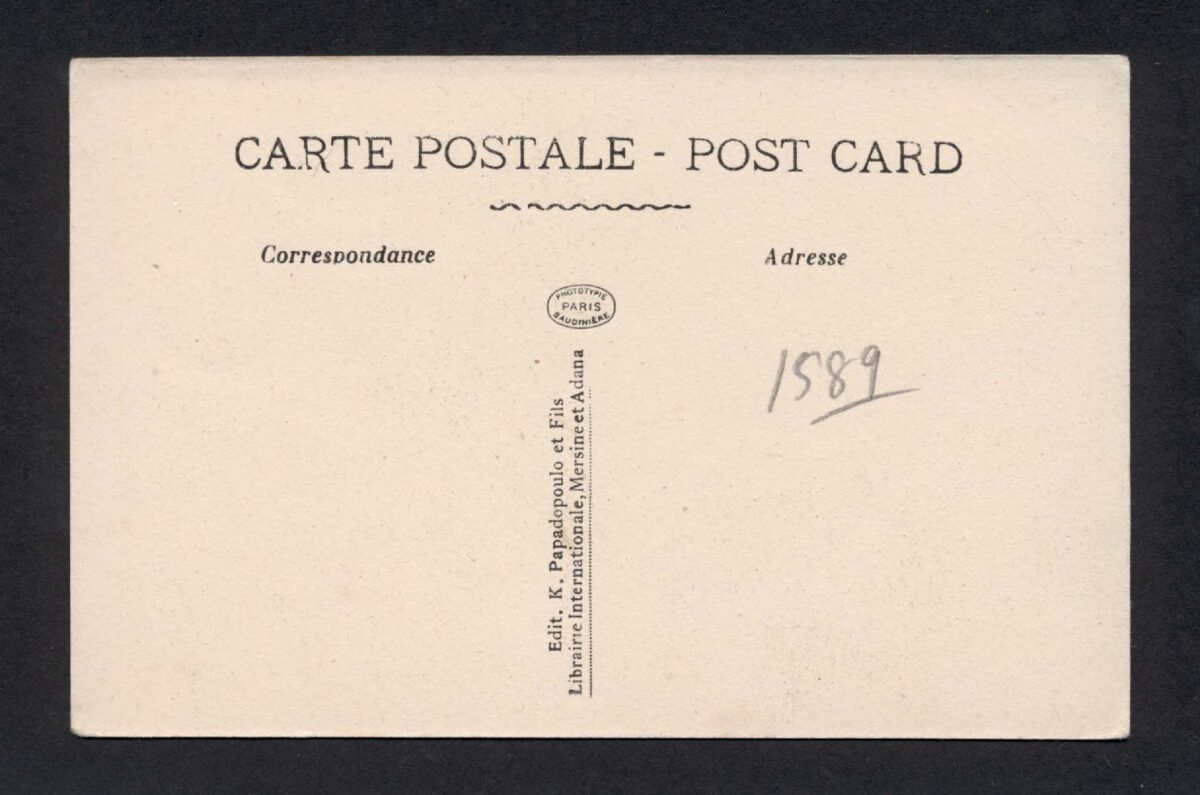 CARTE POSTALE - POST CARD
Correspondance
Adresse
PHOTOTYPIE
PARIS
BAUDINIÈRE
1589
Edit. K. Papadopoulo et Fils
Librairie Internationale, Mersine et Adana